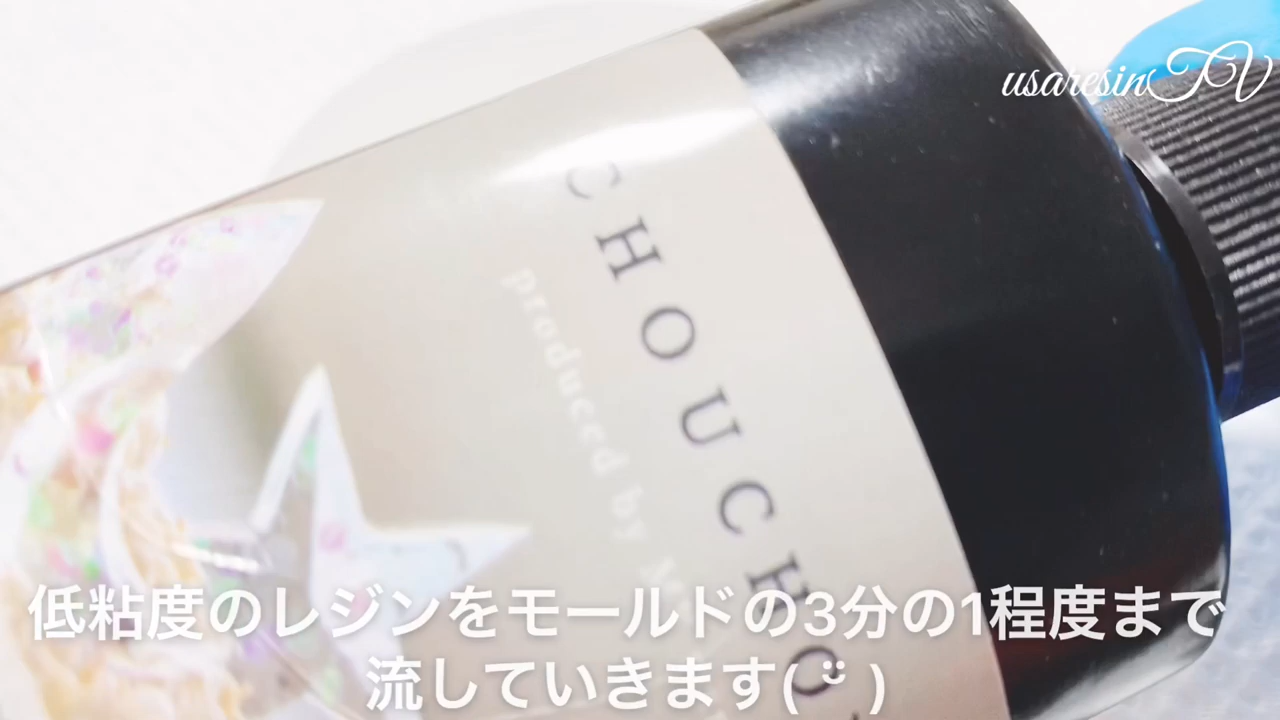 usaresinTV
CHOUCHO
produced by
低粘度のレジンをモールドの3分の1程度まで
流していきます( ¨̮ )